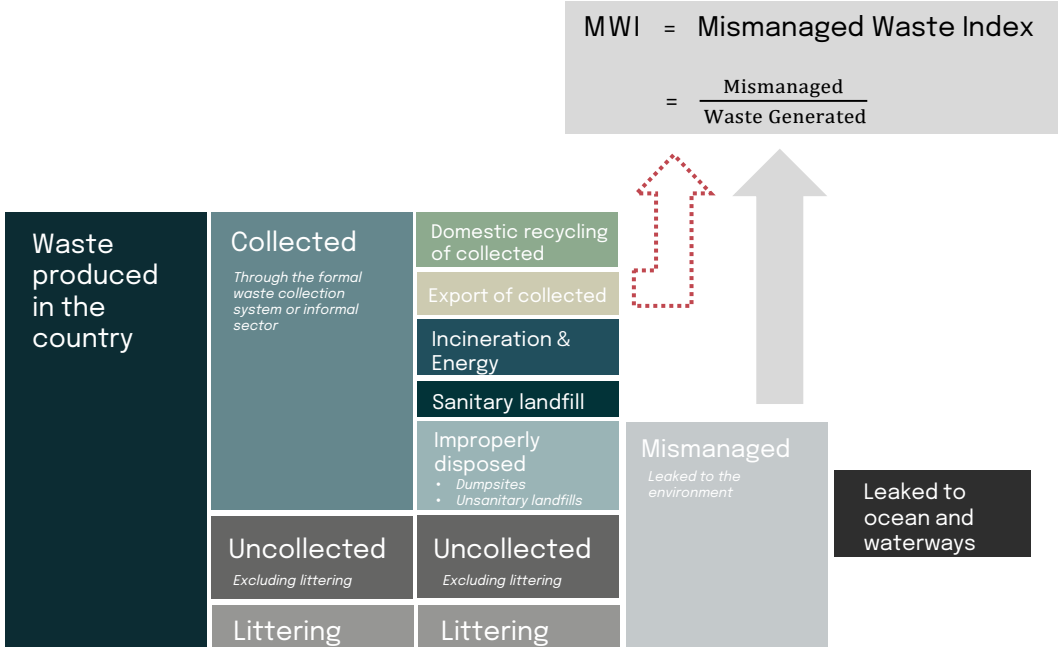 MWI = Mismanaged Waste Index
= Mismanaged
Waste Generated
Waste
produced
in the
country
Collected
Through the formal
waste collection
system or informal
sector
Domestic recycling
of collected
Export of collected
Incineration &
Energy
Sanitary landfill
Improperly
disposed
• Dumpsites
• Unsanitary landfills
Mismanaged
Leaked to the
environment
Leaked to
ocean and
waterways
Uncollected
Excluding littering
Uncollected
Excluding littering
Littering
Littering